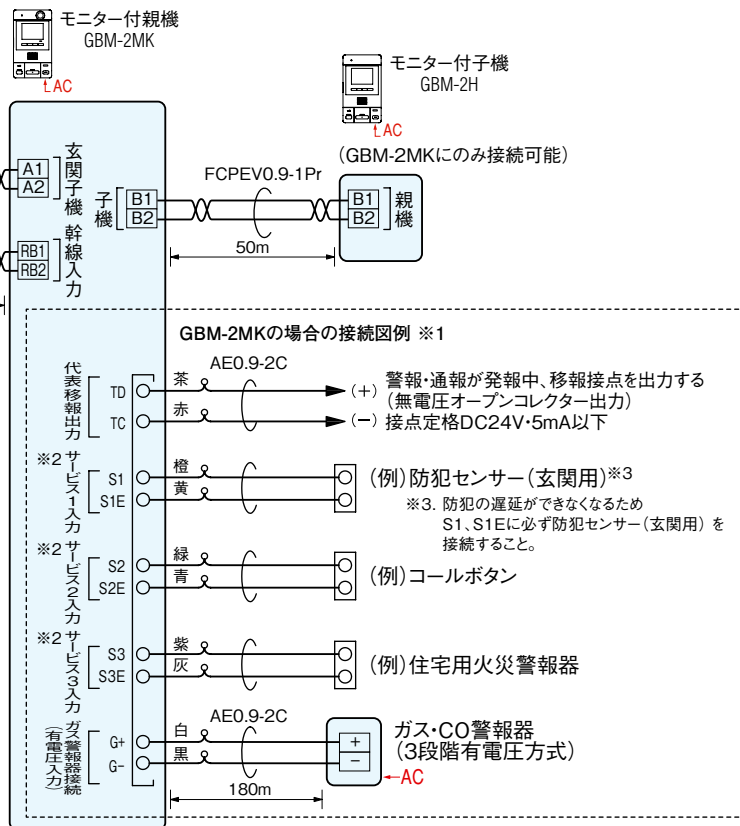 モニター付親機
GBM-2MK
AC
モニター付子機
GBM-2H
AC
(GBM-2MKにのみ接続可能)
A1
A2
玄関子機
RB1
RB2
幹線入力
子機
B1
B2
FCPEV0.9-1Pr
50m
B1
B2
親機
GBM-2MKの場合の接続図例 ※1
代表移報出力
TD
TC
茶
赤
AE0.9-2C
(+)
(−)
警報・通報が発報中、移報接点を出力する
(無電圧オープンコレクター出力)
接点定格DC24V・5mA以下
※2
サービス1入力
S1
S1E
橙
黄
(例)防犯センサー(玄関用)※3
※3. 防犯の遅延ができなくなるため
S1、S1Eに必ず防犯センサー(玄関用) を
接続すること。
※2
サービス2入力
S2
S2E
緑
青
(例)コールボタン
※2
サービス3入力
S3
S3E
紫
灰
(例)住宅用火災警報器
ガス警報器接続
(有電圧入力)
G+
G−
白
黒
AE0.9-2C
180m
+
−
ガス・CO警報器
(3段階有電圧方式)
AC